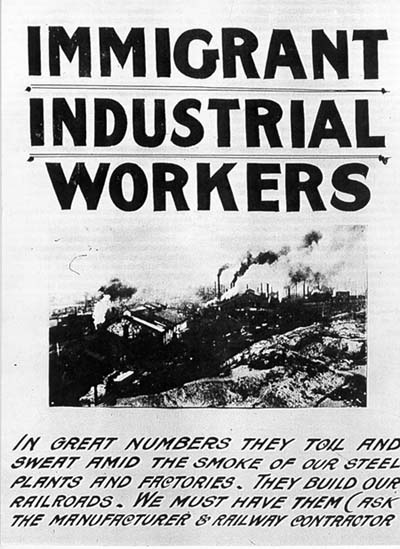 IMMIGRANT
INDUSTRIAL
WORKERS
IN GREAT NUMBERS THEY TOIL AND
SWEAT AMID THE SMOKE OF OUR STEEL
PLANTS AND FACTORIES. THEY BUILD OUR
RAILROADS. WE MUST HAVE THEM (ASK
THE MANUFACTURER & RAILWAY CONTRACTOR